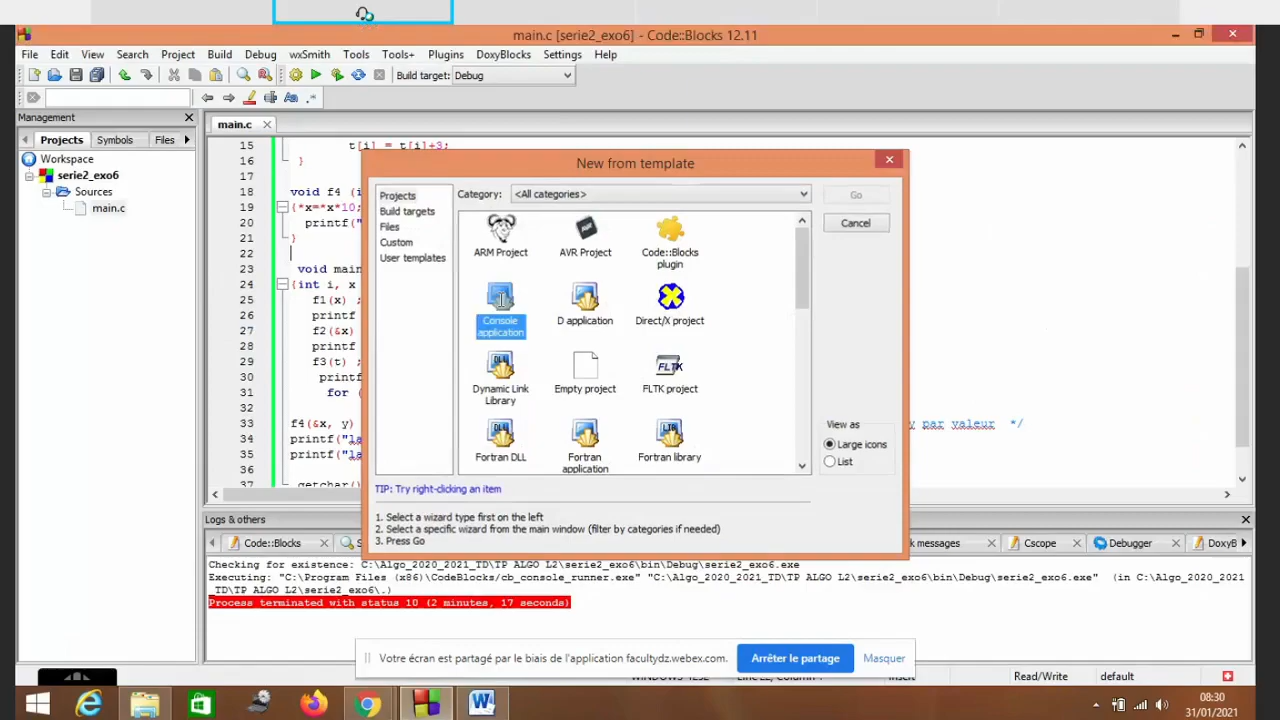 main.c [serie2_exo6] - Code::Blocks 12.11
File Edit View Search Project Build Debug wxSmith Tools Tools+ Plugins DoxyBlocks Settings Help
Build target: Debug
Management
Projects Symbols Files
Workspace
serie2_exo6
Sources
main.c
main.c
15 t[i] = t[i]+3;
16 }
17
18 void f4 (i
19 {*x=*x*10;
20 printf("
21 }
22
23 void main
24 {int i, x
25 f1(x) ;
26 printf
27 f2(&x)
28 printf
29 f3(t) ;
30 printf
31 for (
32
33 f4(&x, y) y par valeur */
34 printf("la
35 printf("la
36
37 getchar()
New from template
Projects
Build targets
Files
Custom
User templates
Category: <All categories>
Go
Cancel
ARM Project
AVR Project
Code::Blocks
plugin
Console
application
D application
Direct/X project
Dynamic Link
Library
Empty project
FLTK project
Fortran DLL
Fortran
application
Fortran library
View as
Large icons
List
TIP: Try right-clicking an item
1. Select a wizard type first on the left
2. Select a specific wizard from the main window (filter by categories if needed)
3. Press Go
Logs & others
Code::Blocks
k messages
Cscope
Debugger
DoxyB
Checking for existence: C:\Algo_2020_2021_TD\TP ALGO L2\serie2_exo6\bin\Debug\serie2_exo6.exe
Executing: "C:\Program Files (x86)\CodeBlocks/cb_console_runner.exe" "C:\Algo_2020_2021_TD\TP ALGO L2\serie2_exo6\bin\Debug\serie2_exo6.exe" (in C:\Algo_2020_2021
_TD\TP ALGO L2\serie2_exo6\.)
Process terminated with status 10 (2 minutes, 17 seconds)
Votre écran est partagé par le biais de l'application facultydz.webex.com.
Arrêter le partage
Masquer
Read/Write
default
08:30
31/01/2021